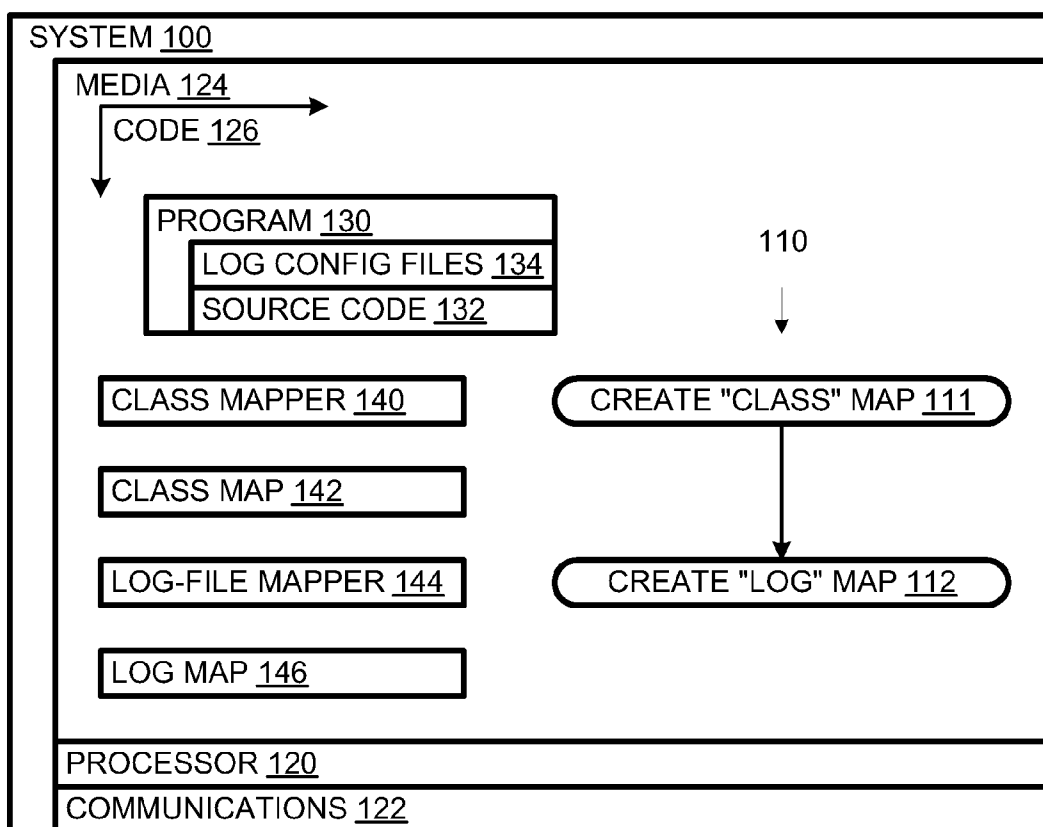 SYSTEM 100
MEDIA 124
CODE 126
PROGRAM 130
LOG CONFIG FILES 134
SOURCE CODE 132
110
CLASS MAPPER 140
CREATE "CLASS" MAP 111
CLASS MAP 142
LOG-FILE MAPPER 144
CREATE "LOG" MAP 112
LOG MAP 146
PROCESSOR 120
COMMUNICATIONS 122